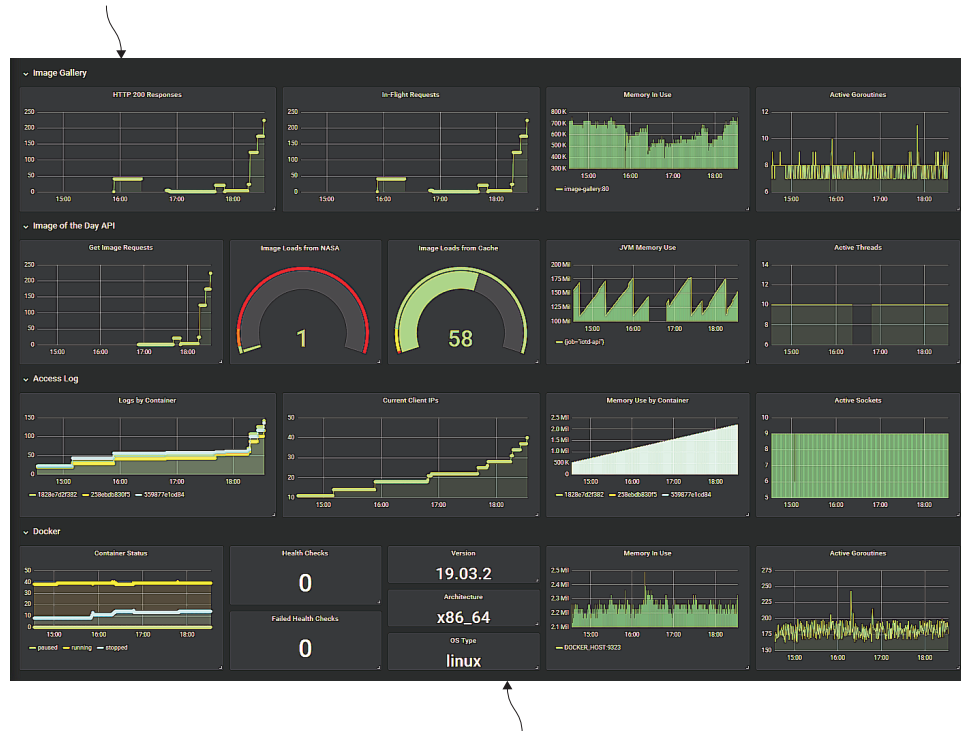 Image Gallery
HTTP 200 Responses
250
200
150
100
50
0
15:00 16:00 17:00 18:00
In-Flight Requests
250
200
150
100
50
0
15:00 16:00 17:00 18:00
Memory In Use
800 K
700 K
600 K
500 K
400 K
300 K
15:00 16:00 17:00 18:00
image-gallery:80
Active Goroutines
12
10
8
6
15:00 16:00 17:00 18:00
Image of the Day API
Get Image Requests
250
200
150
100
50
0
15:00 16:00 17:00 18:00
Image Loads from NASA
1
Image Loads from Cache
58
JVM Memory Use
200 Mil
175 Mil
150 Mil
125 Mil
100 Mil
15:00 16:00 17:00 18:00
{job="iotd-api"}
Active Threads
14
12
10
8
6
15:00 16:00 17:00 18:00
Access Log
Logs by Container
150
100
50
0
15:00 16:00 17:00 18:00
1828e7d2f382 258ebdb830f5 559877e1cd84
Current Client IPs
50
40
30
20
10
15:00 16:00 17:00 18:00
Memory Use by Container
2.5 Mil
2.0 Mil
1.5 Mil
1.0 Mil
500 K
0
15:00 16:00 17:00 18:00
1828e7d2f382 258ebdb830f5 559877e1cd84
Active Sockets
10
9
8
7
6
5
15:00 16:00 17:00 18:00
Docker
Container Status
50
40
30
20
10
0
15:00 16:00 17:00 18:00
paused running stopped
Health Checks
0
Failed Health Checks
0
Version
19.03.2
Architecture
x86_64
OS Type
linux
Memory In Use
2.5 Mil
2.4 Mil
2.3 Mil
2.2 Mil
2.1 Mil
15:00 16:00 17:00 18:00
DOCKER_HOST:9323
Active Goroutines
275
250
225
200
175
150
15:00 16:00 17:00 18:00